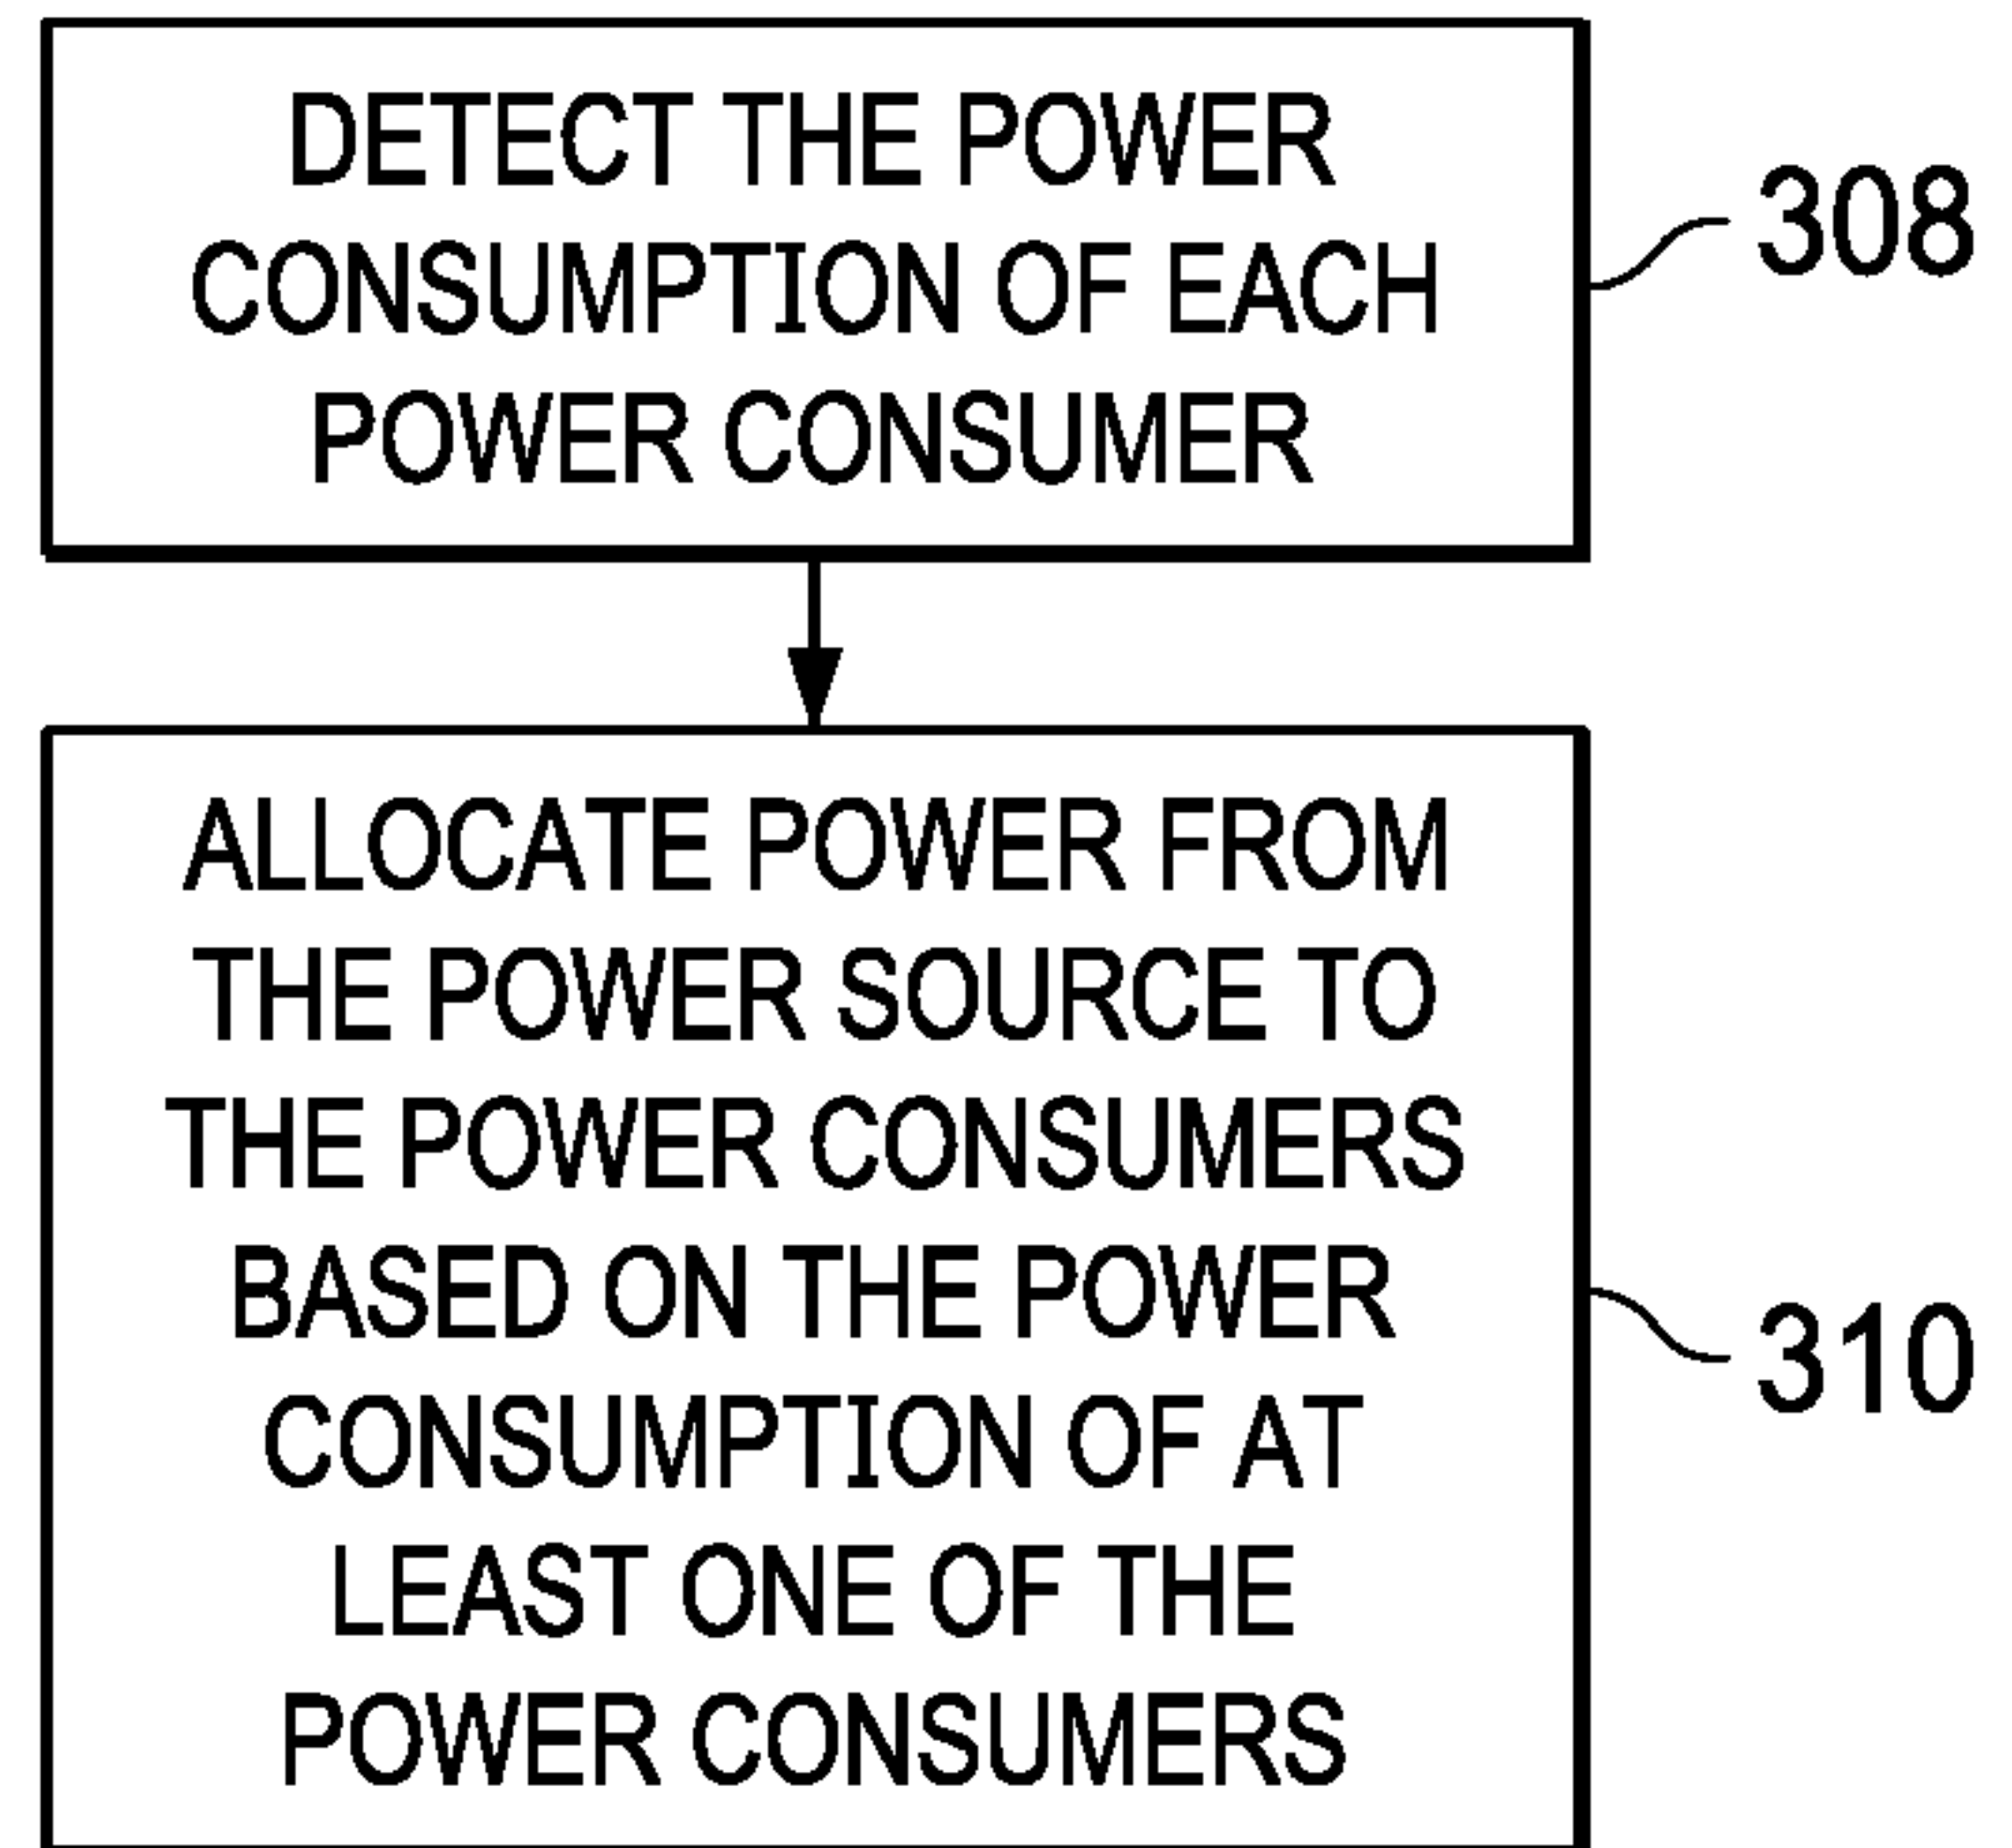 DETECT THE POWER
CONSUMPTION OF EACH
POWER CONSUMER
308
ALLOCATE POWER FROM
THE POWER SOURCE TO
THE POWER CONSUMERS
BASED ON THE POWER
CONSUMPTION OF AT
LEAST ONE OF THE
POWER CONSUMERS
310